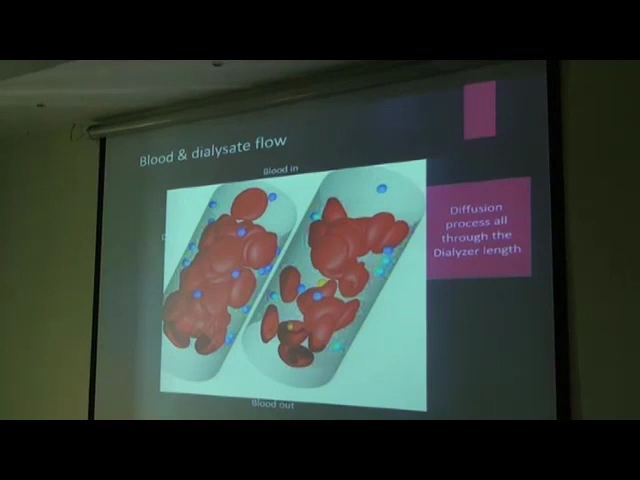 Blood & dialysate flow
Blood in
Diffusion
process all
through the
Dialyzer length
Blood out